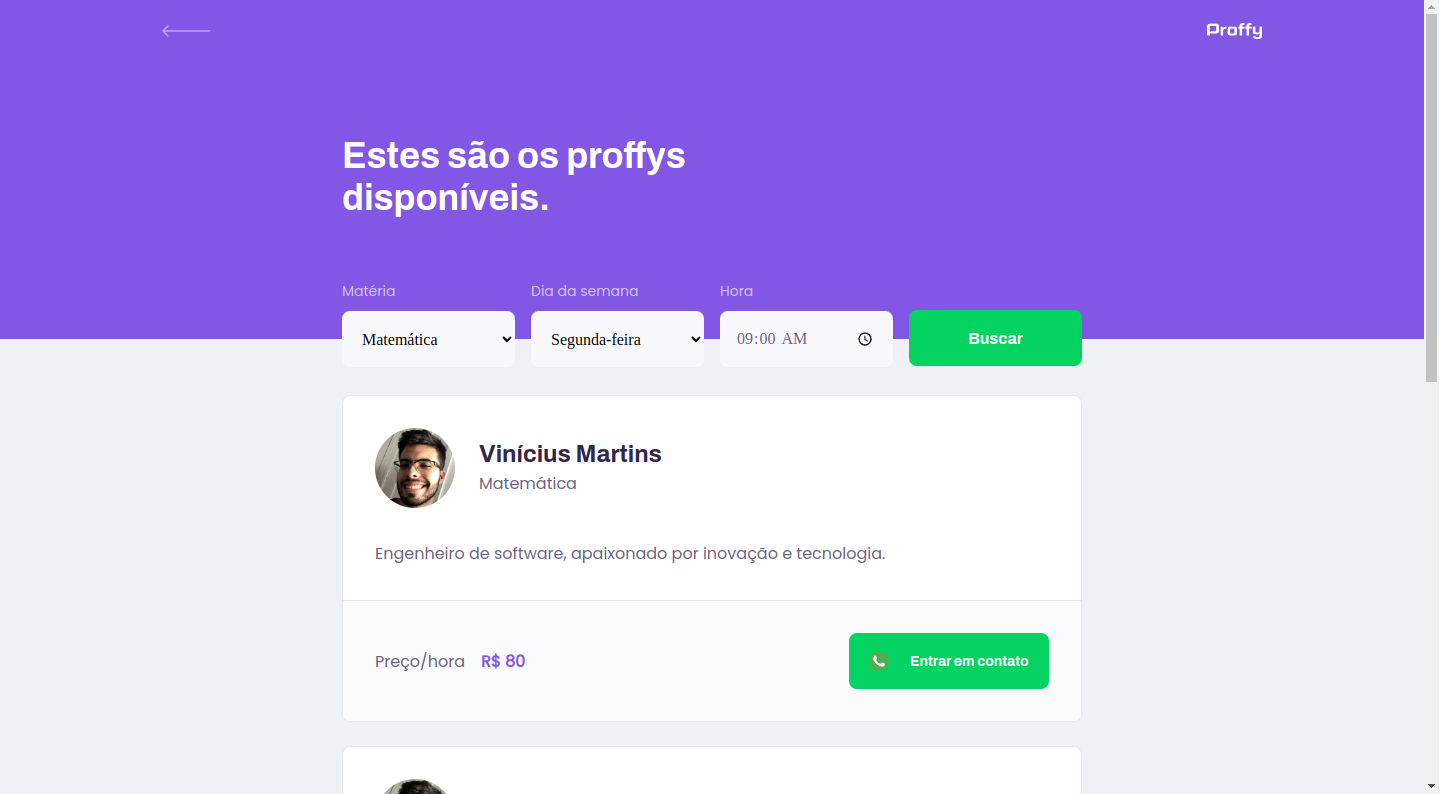 Proffy
Estes são os proffys
disponíveis.
Matéria
Dia da semana
Hora
Matemática
Segunda-feira
09:00 AM
Buscar
Vinícius Martins
Matemática
Engenheiro de software, apaixonado por inovação e tecnologia.
Preço/hora R$ 80
Entrar em contato